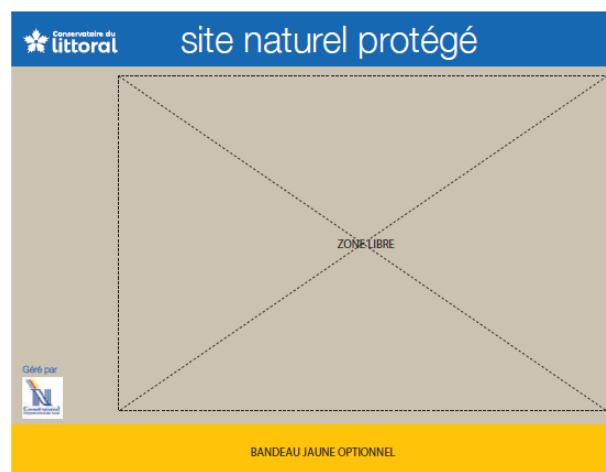 Conservatoire du
littoral
site naturel protégé
ZONE LIBRE
Géré par
N
BANDEAU JAUNE OPTIONNEL